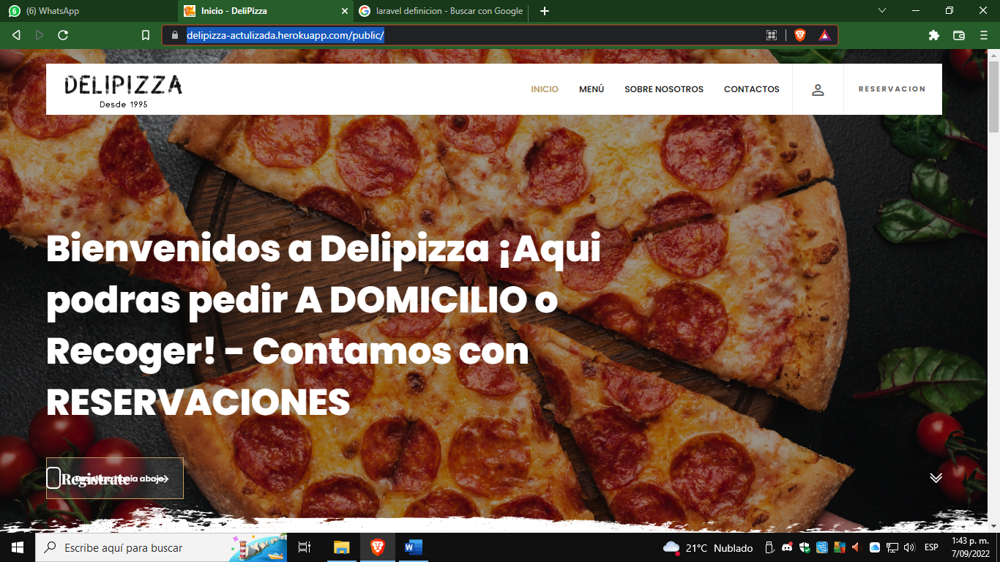 6
(6) WhatsApp
Inicio - DeliPizza
laravel definicion - Buscar con Google
delipizza-actulizada.herokuapp.com/public/
DELIPIZZA
Desde 1995
INICIO
MENÚ
SOBRE NOSOTROS
CONTACTOS
RESERVACION
Bienvenidos a Delipizza ¡Aqui
podras pedir A DOMICILIO o
Recoger! - Contamos con
RESERVACIONES
Registrate
abajo
Escribe aquí para buscar
21°C Nublado
ESP
1:43 p. m.
7/09/2022